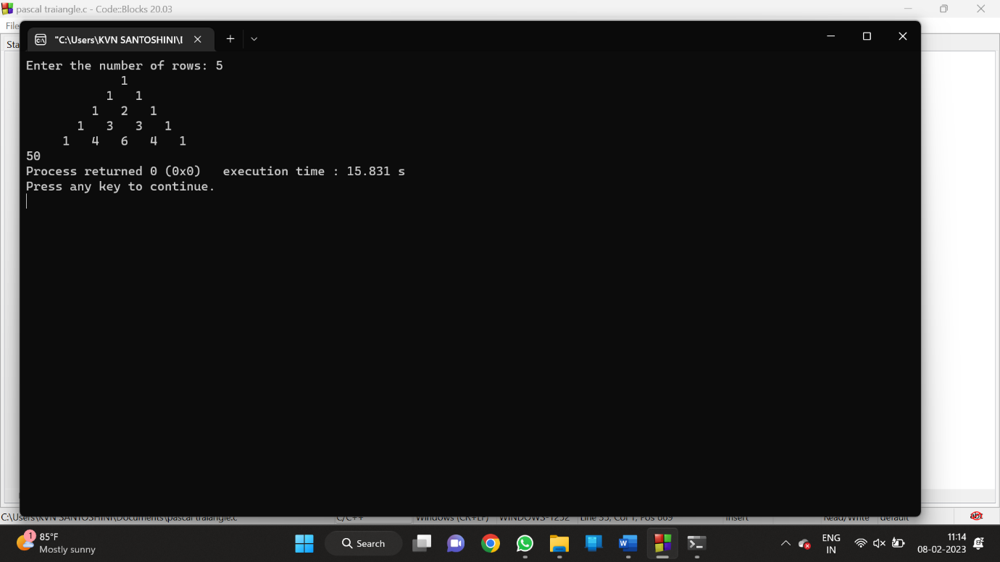 pascal traiangle.c - Code::Blocks 20.03
File
Sta
"C:\Users\KVN SANTOSHINI\
Enter the number of rows: 5
1
1 1
1 2 1
1 3 3 1
1 4 6 4 1
50
Process returned 0 (0x0) execution time : 15.831 s
Press any key to continue.
C:\Users\KVN SANTOSHINI\Documents\pascal traiangle.c C/C++ Windows (CR+LF) WINDOWS-1252 Line 35, Col 1, Pos 669 Insert Read/Write default
abc
1
85°F
Mostly sunny
Search
W
ENG
IN
11:14
08-02-2023